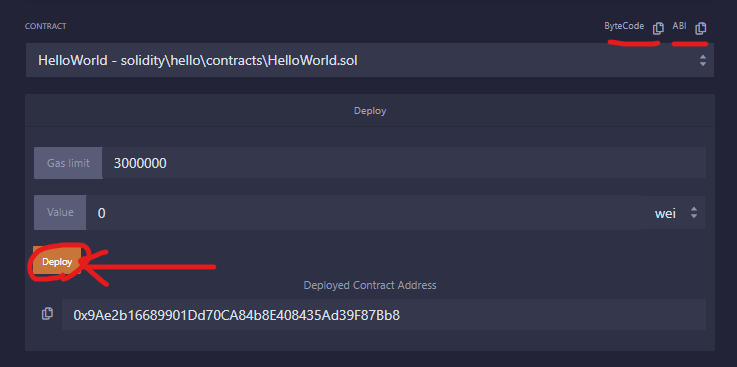 CONTRACT ByteCode ABI
HelloWorld - solidity\hello\contracts\HelloWorld.sol
Deploy
Gas limit 3000000
Value 0 wei
Deploy
Deployed Contract Address
0x9Ae2b16689901Dd70CA84b8E408435Ad39F87Bb8